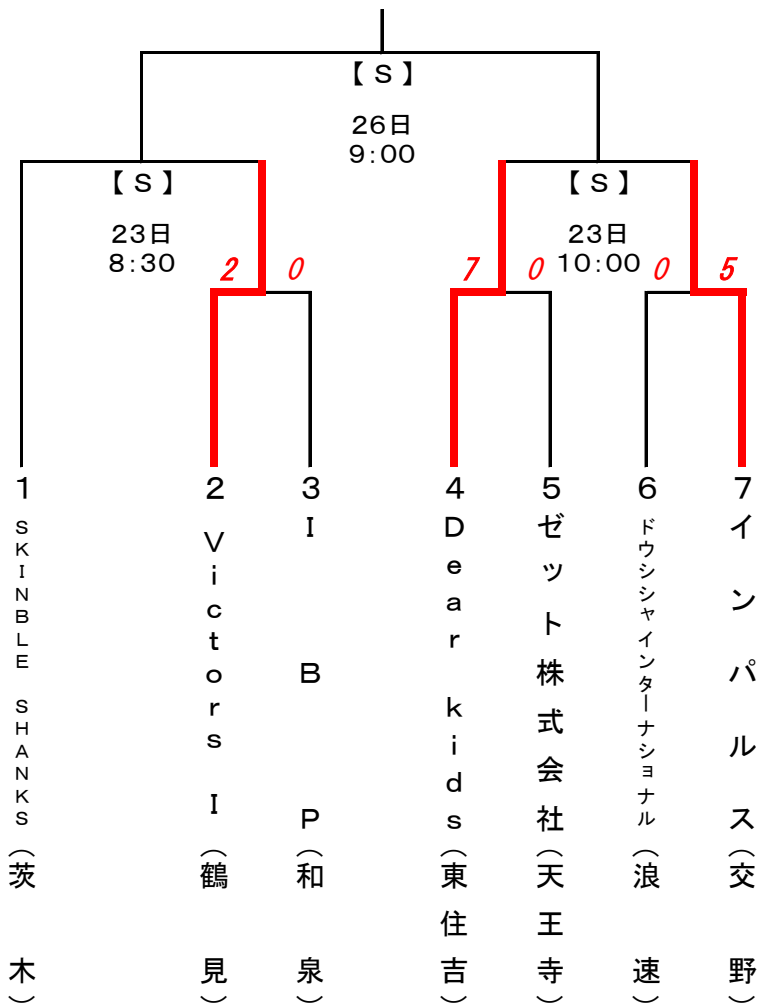 【Ｓ】
26日
9:00
【Ｓ】
23日
8:30
【Ｓ】
23日
10:00
2
0
7
0
0
5
1
2
3
4
5
6
7
SKINBLE SHANKS（茨木）
Victors I（鶴見）
IBP（和泉）
Dear kids（東住吉）
ゼット株式会社（天王寺）
ドウシシャインターナショナル（浪速）
インパルス（交野）